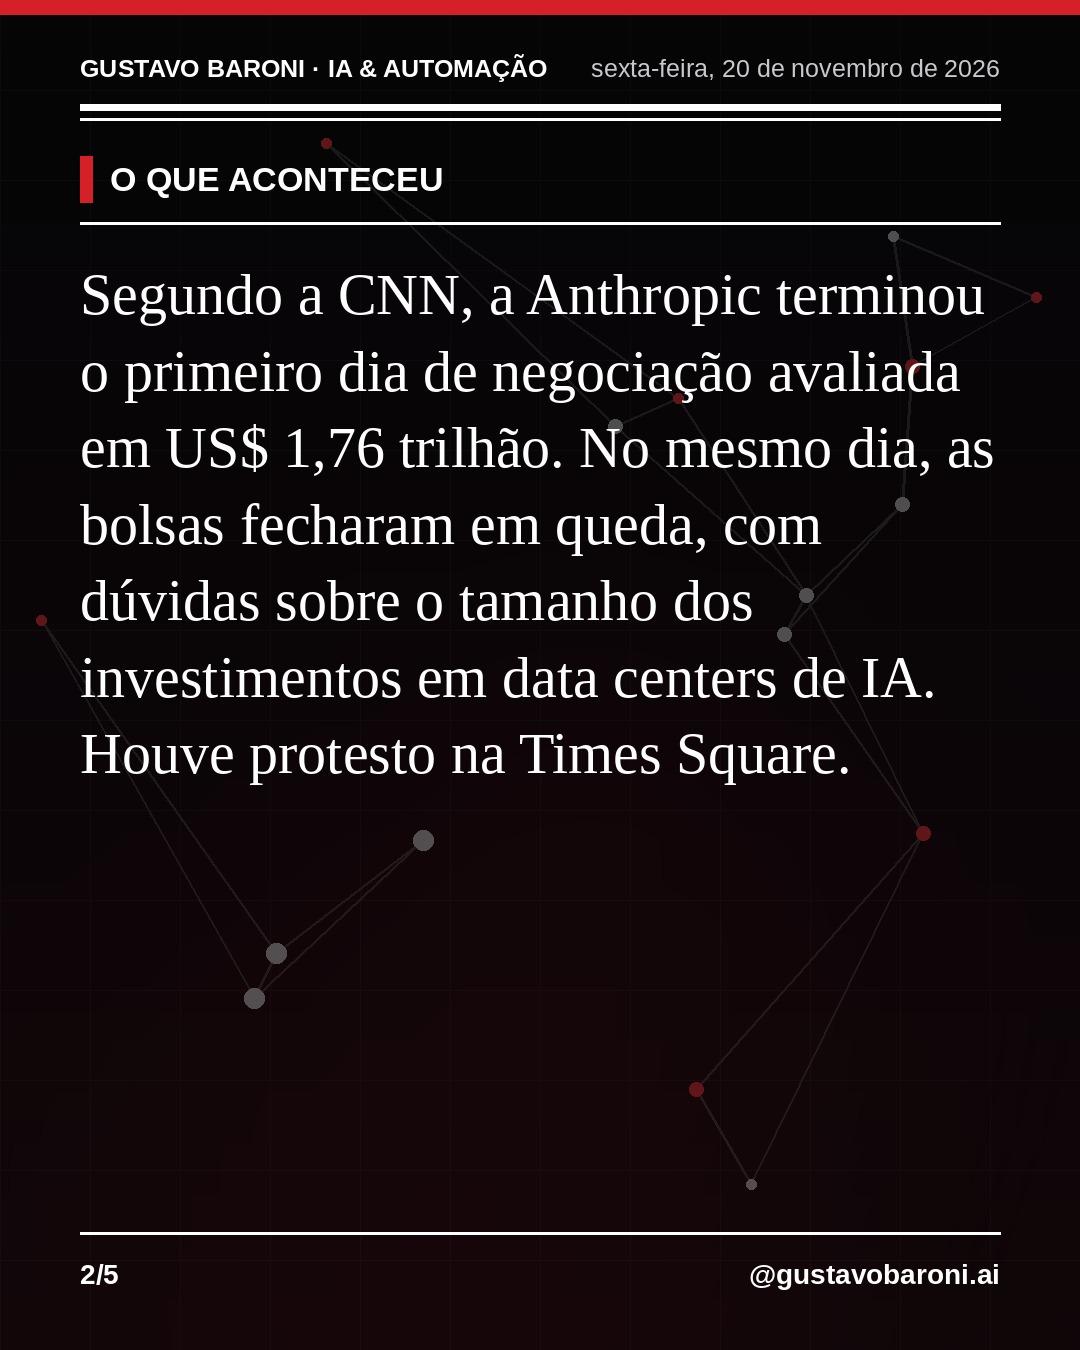 GUSTAVO BARONI · IA & AUTOMAÇÃO
sexta-feira, 20 de novembro de 2026
O QUE ACONTECEU
Segundo a CNN, a Anthropic terminou
o primeiro dia de negociação avaliada
em US$ 1,76 trilhão. No mesmo dia, as
bolsas fecharam em queda, com
dúvidas sobre o tamanho dos
investimentos em data centers de IA.
Houve protesto na Times Square.
2/5
@gustavobaroni.ai